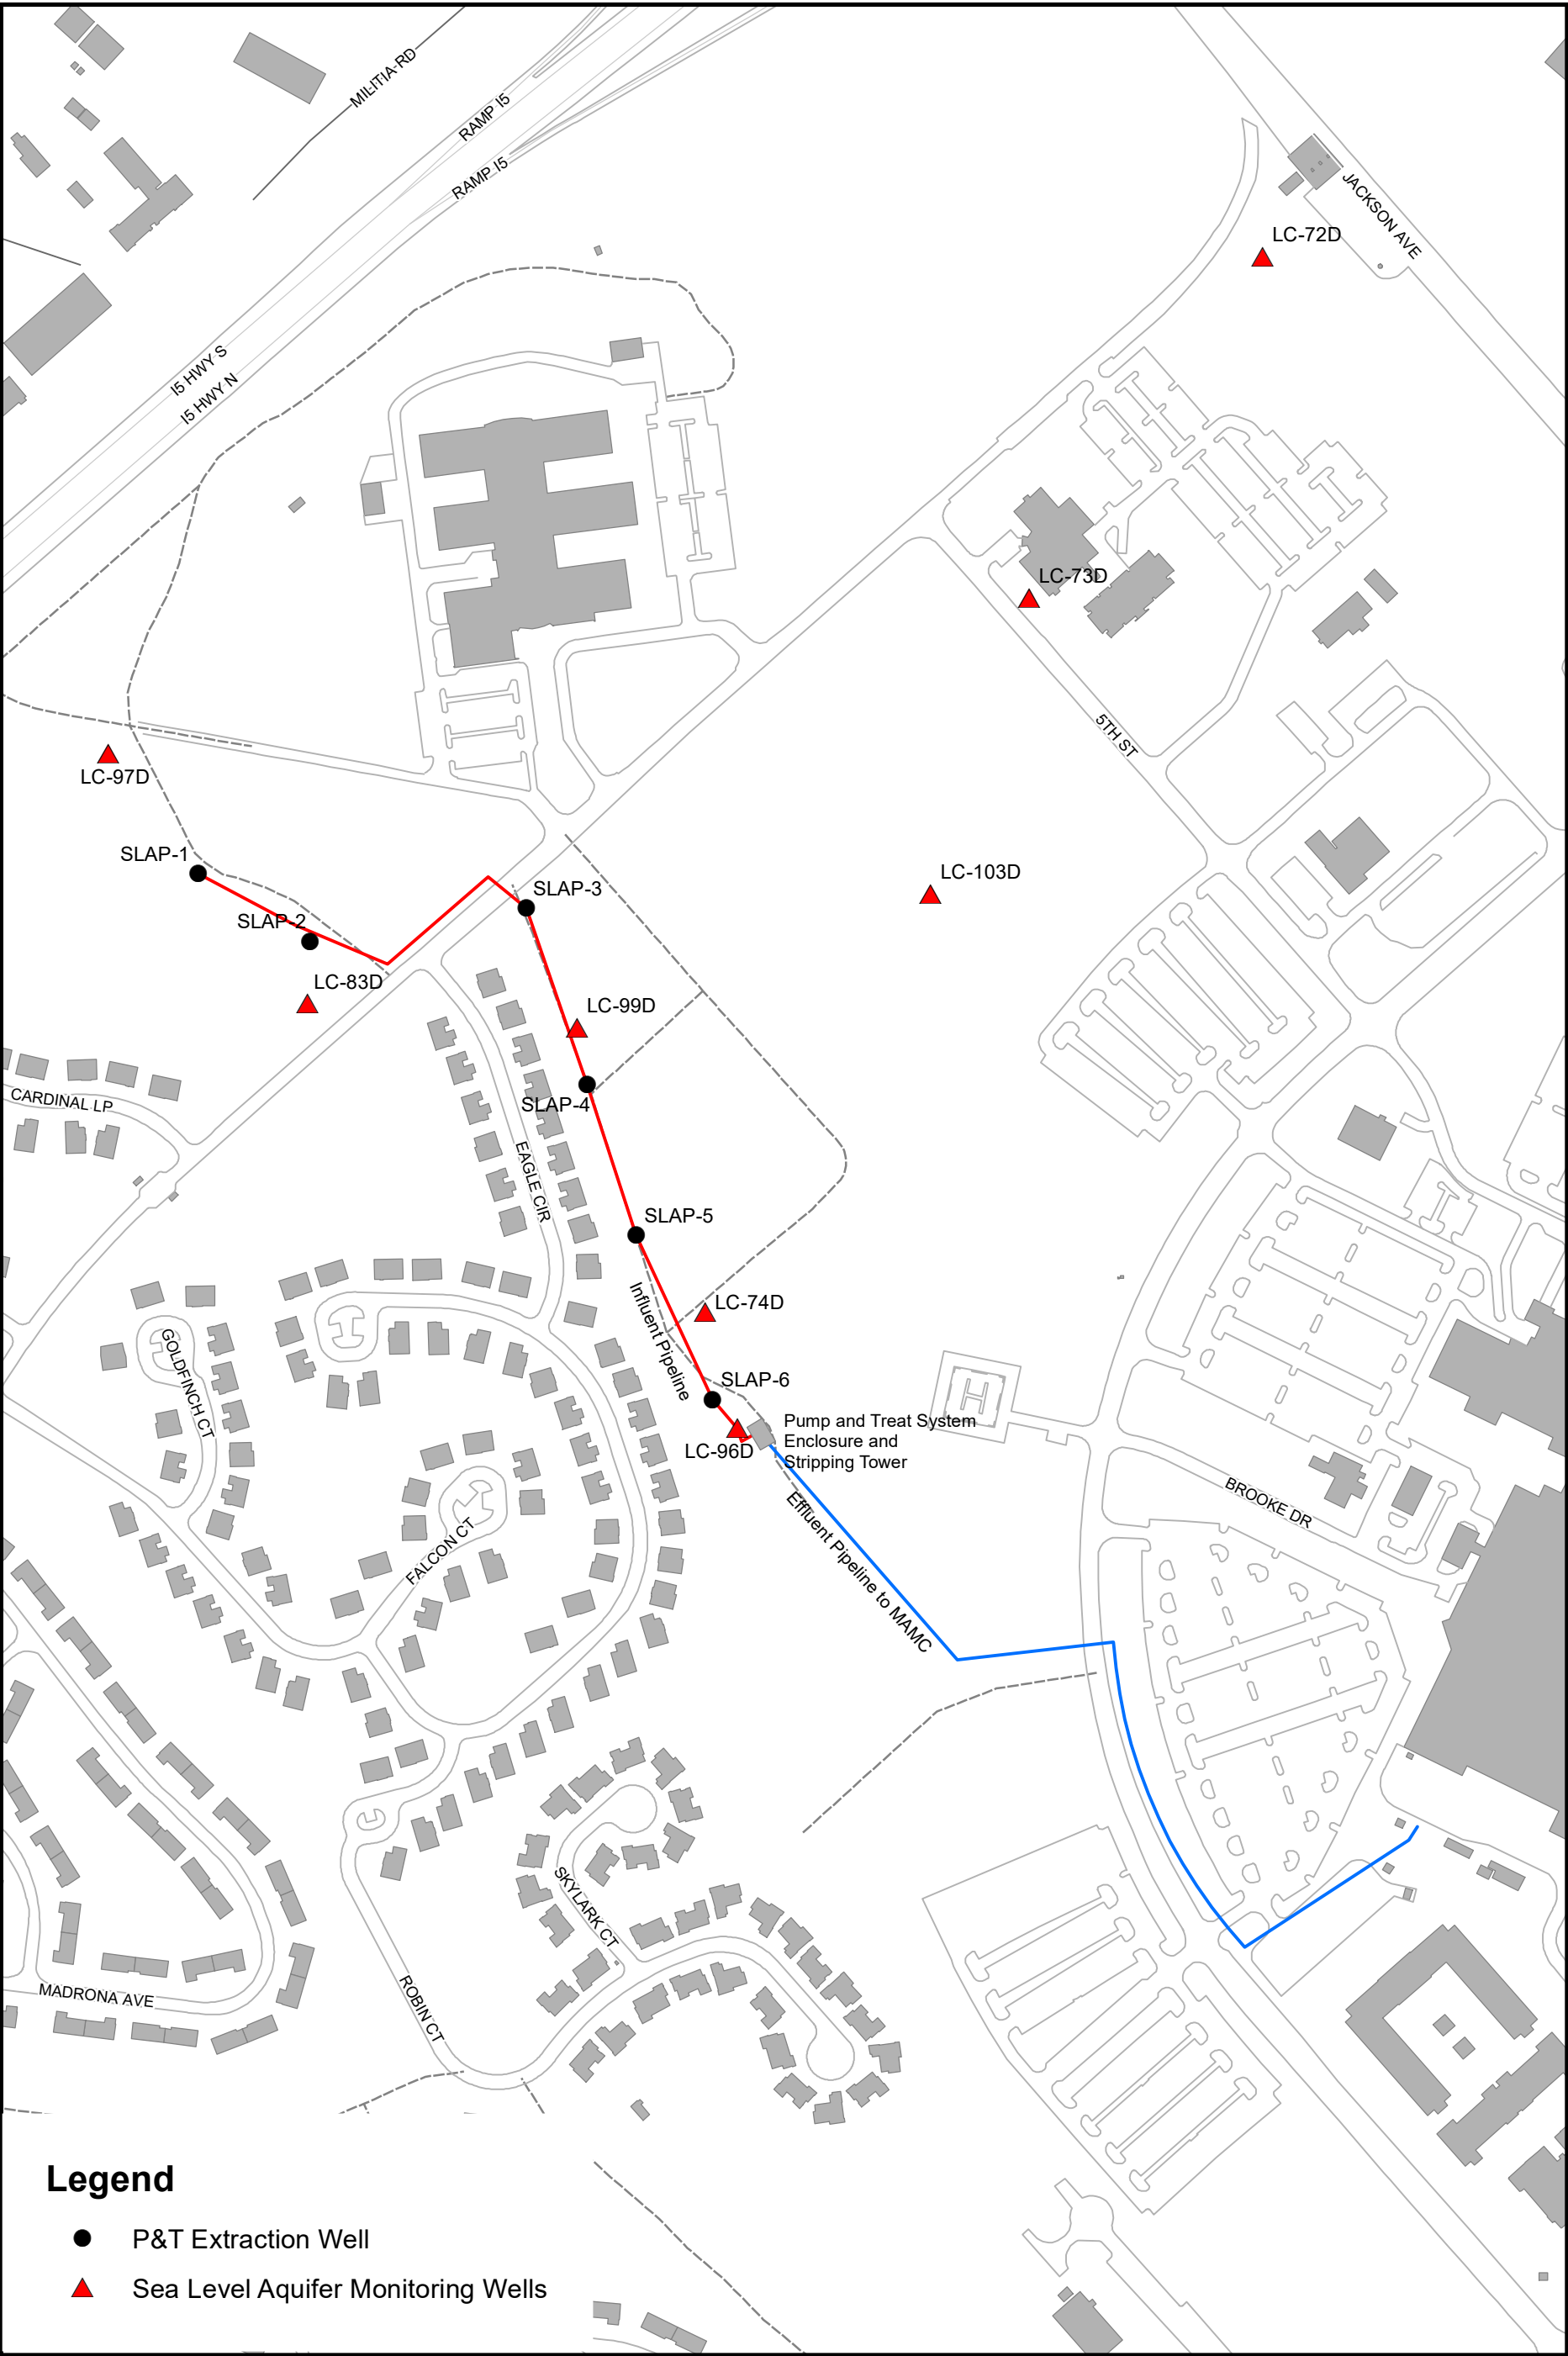 MILITIA RD
RAMP I5
RAMP I5
JACKSON AVE
LC-72D
I5 HWY S
I5 HWY N
LC-73D
5TH ST
LC-97D
SLAP-1
SLAP-2
SLAP-3
LC-103D
LC-83D
LC-99D
CARDINAL LP
SLAP-4
EAGLE CIR
SLAP-5
LC-74D
Influent Pipeline
GOLDFINCH CT
SLAP-6
Pump and Treat System
Enclosure and
Stripping Tower
LC-96D
H
BROOKE DR
FALCON CT
Effluent Pipeline to MAMC
SKYLARK CT
ROBIN CT
MADRONA AVE
Legend
P&T Extraction Well
Sea Level Aquifer Monitoring Wells